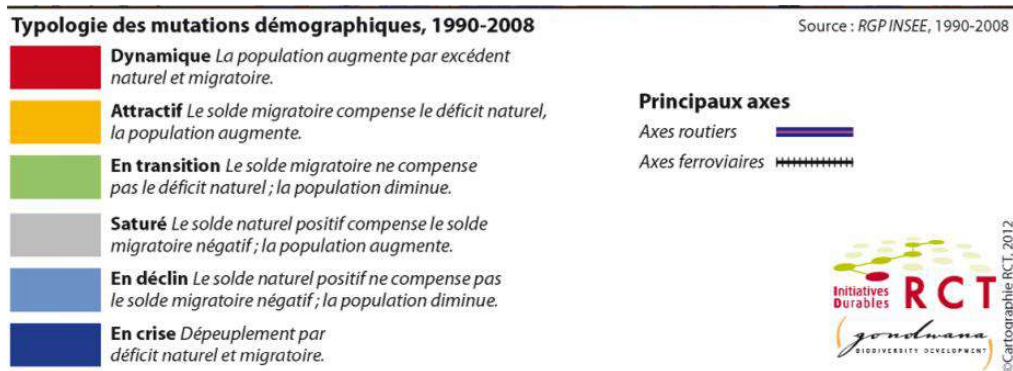 Typologie des mutations démographiques, 1990-2008
Source : RGP INSEE, 1990-2008
Dynamique La population augmente par excédent
naturel et migratoire.
Attractif Le solde migratoire compense le déficit naturel,
la population augmente.
En transition Le solde migratoire ne compense
pas le déficit naturel ; la population diminue.
Saturé Le solde naturel positif compense le solde
migratoire négatif ; la population augmente.
En déclin Le solde naturel positif ne compense pas
le solde migratoire négatif ; la population diminue.
En crise Dépeuplement par
déficit naturel et migratoire.
Principaux axes
Axes routiers
Axes ferroviaires
Initiatives
Durables
RCT
gondwana
BIODIVERSITY DEVELOPMENT
©Cartographie RCT, 2012